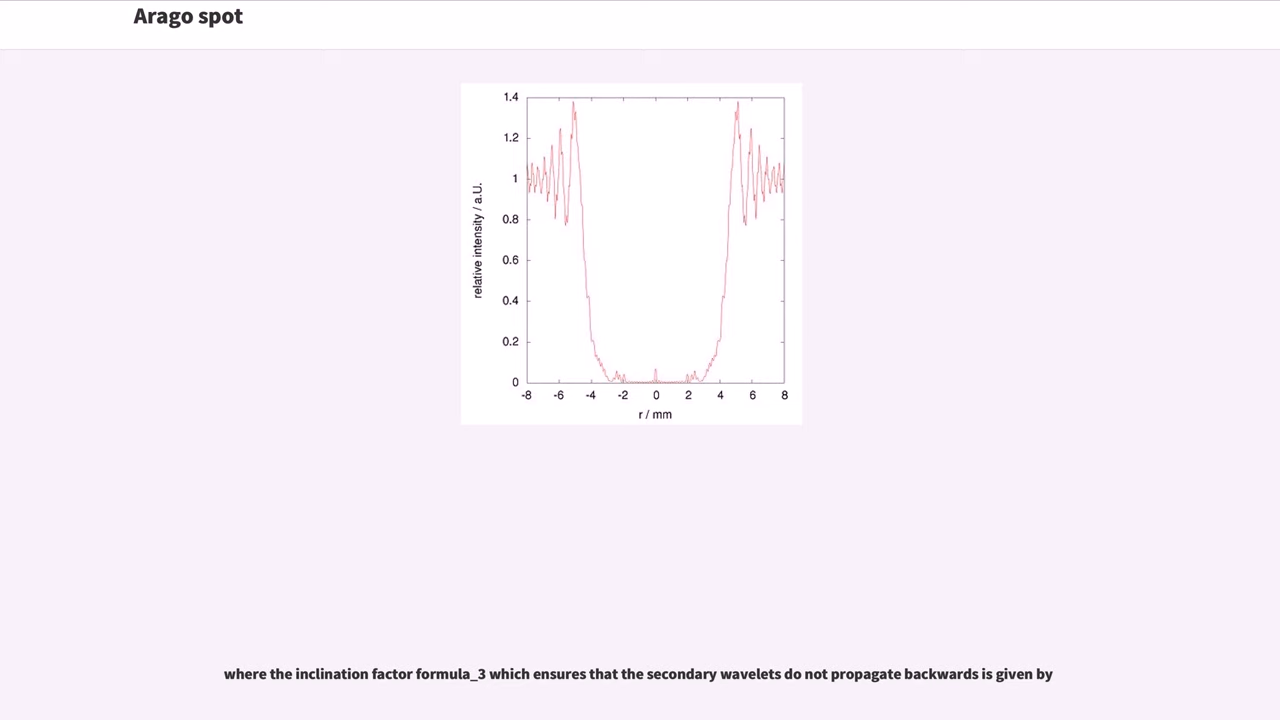 Arago spot
1.4
1.2
1
0.8
0.6
0.4
0.2
0
relative intensity / a.U.
-8 -6 -4 -2 0 2 4 6 8
r / mm
where the inclination factor formula_3 which ensures that the secondary wavelets do not propagate backwards is given by